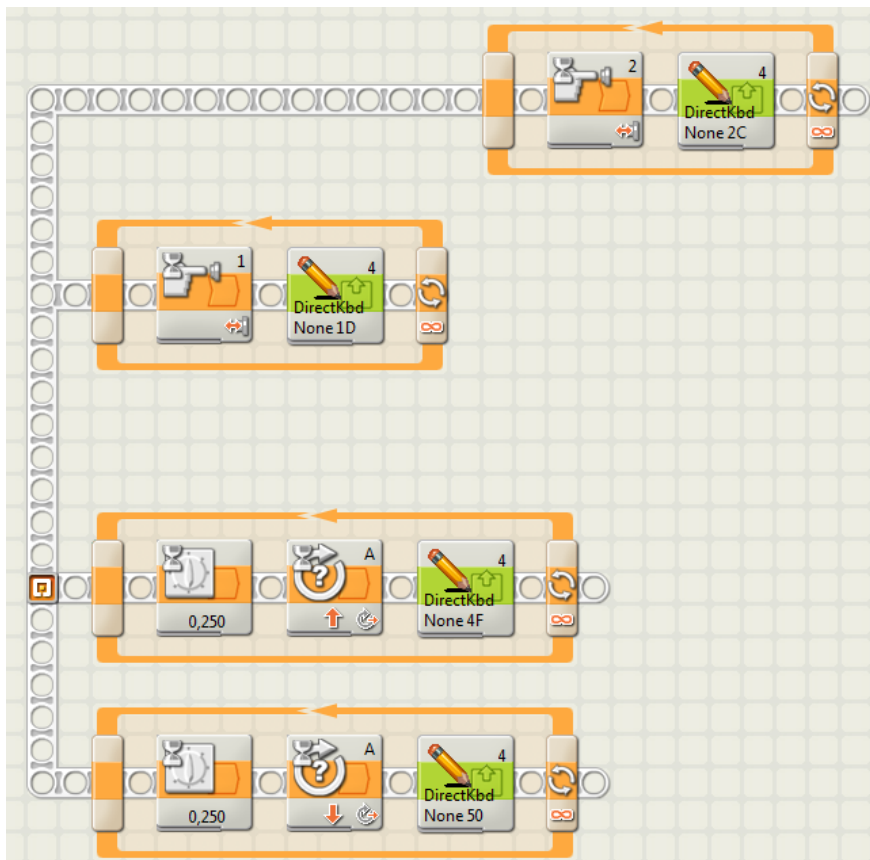 2
4
DirectKbd
None 2C
1
4
DirectKbd
None 1D
A
4
0,250
DirectKbd
None 4F
A
4
0,250
DirectKbd
None 50